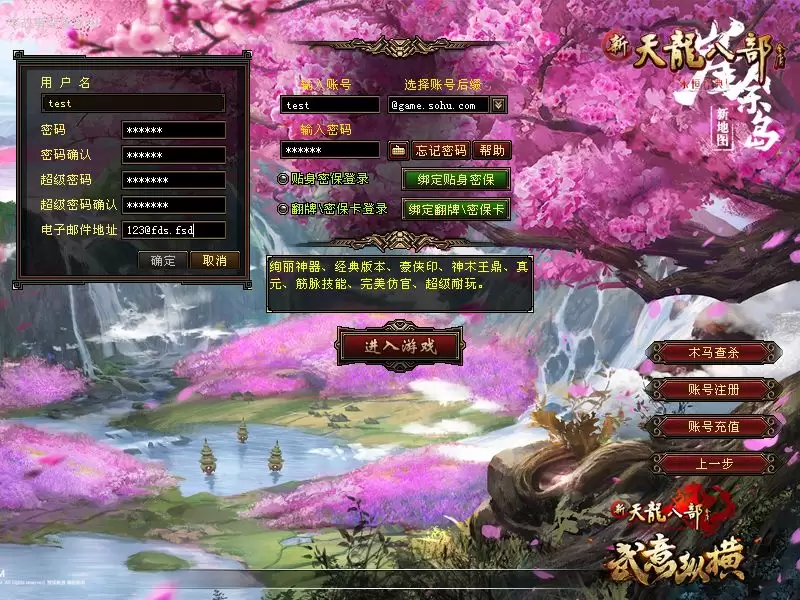 用户名
test
密码
******
密码确认
******
超级密码
*******
超级密码确认
*******
电子邮件地址
123@fds.fsd
确定
取消
输入账号
选择账号后缀
test
@game.sohu.com
输入密码
******
忘记密码
帮助
贴身密保登录
绑定贴身密保
翻牌\密保卡登录
绑定翻牌\密保卡
绚丽神器、经典版本、豪侠印、神木王鼎、真
元、筋脉技能、完美仿官、超级耐玩。
进入游戏
新天龍八部
新地图
木马查杀
账号注册
账号充值
上一步
新天龍八部
武意纵横